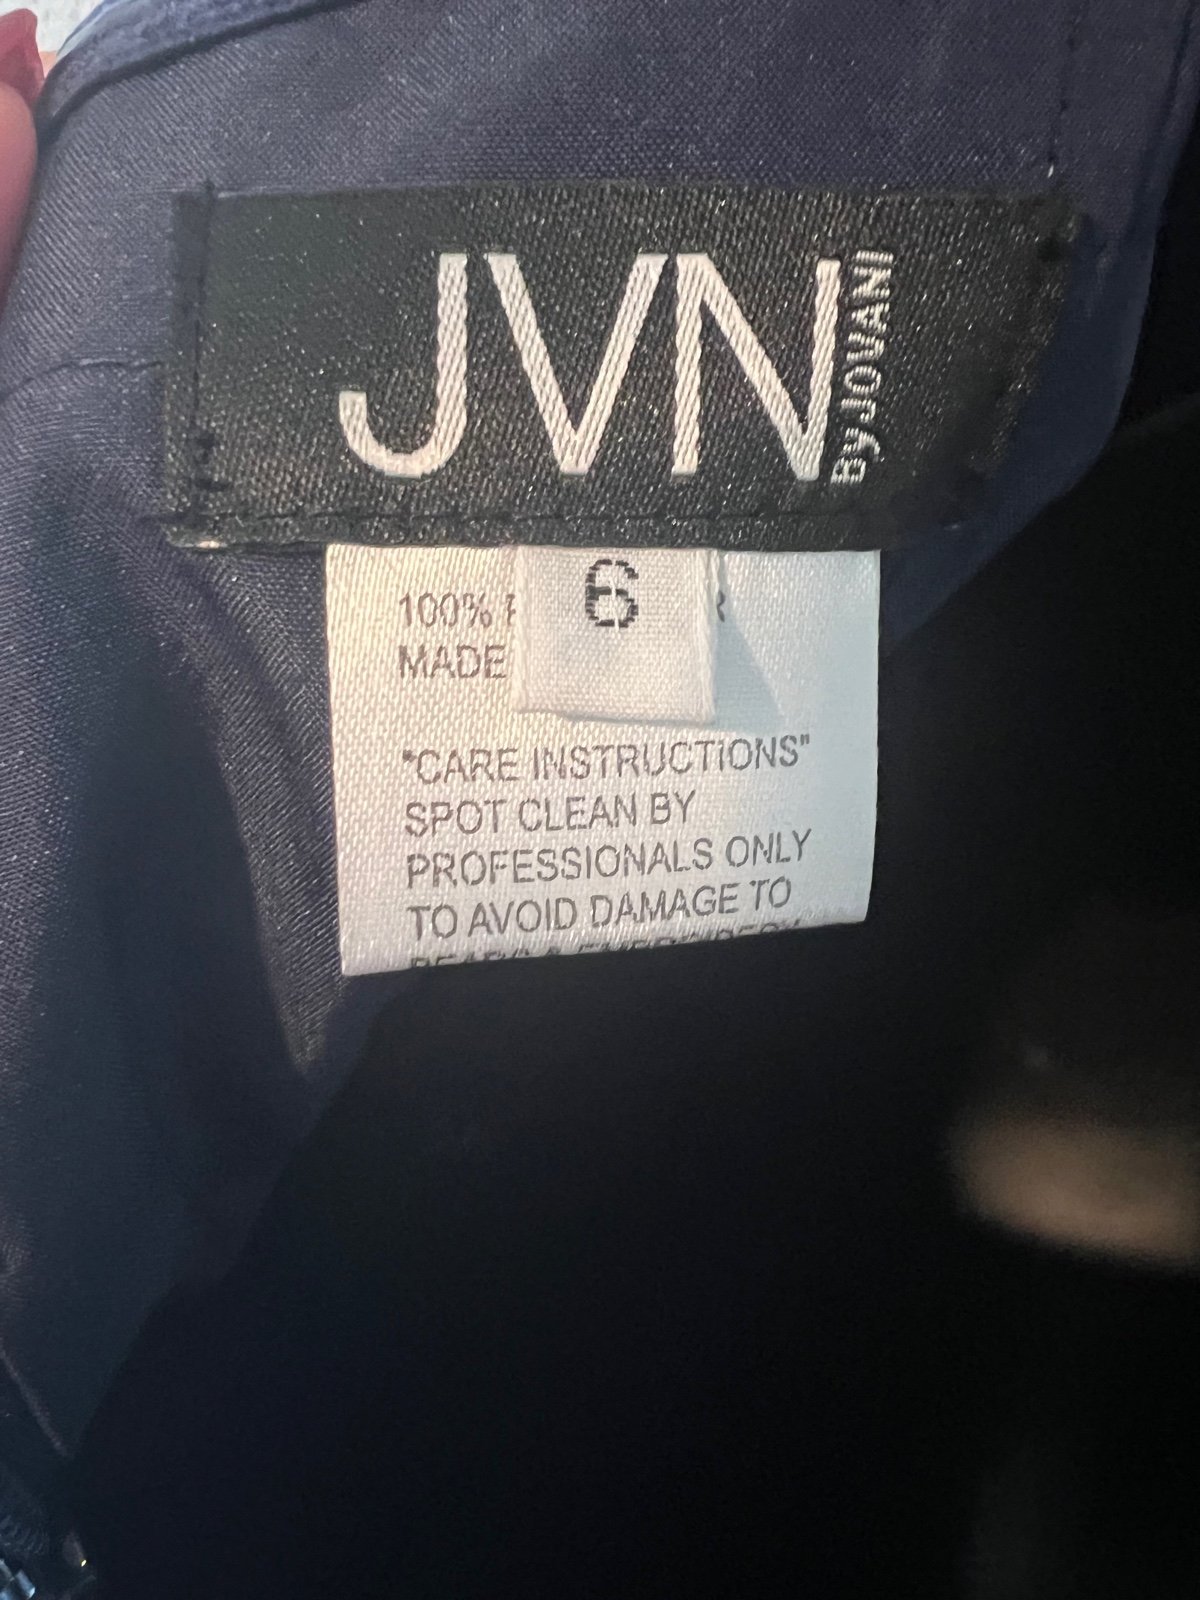 JVN
By JOVANI
6
100%
MADE
"CARE INSTRUCTIONS"
SPOT CLEAN BY
PROFESSIONALS ONLY
TO AVOID DAMAGE TO